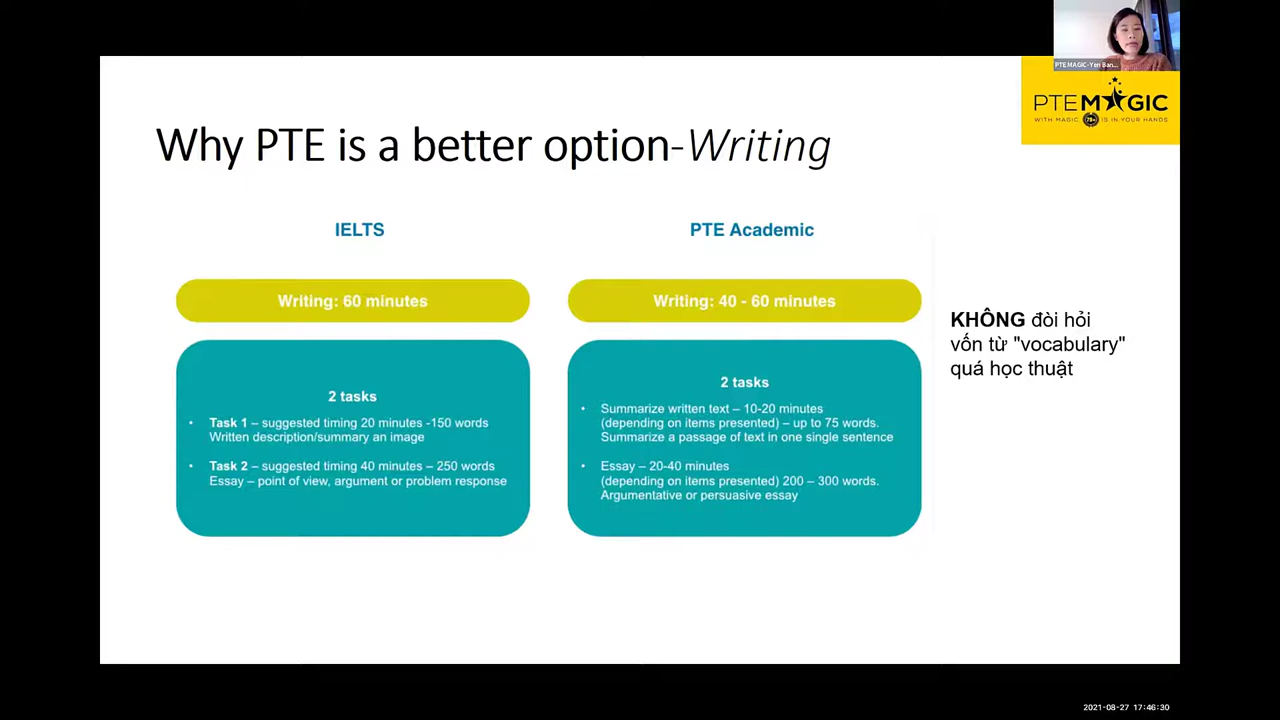 PTE MAGIC-Yen Ban...
PTEMAGIC
WITH MAGIC 79+ IS IN YOUR HANDS
Why PTE is a better option-Writing
IELTS
PTE Academic
Writing: 60 minutes
Writing: 40 - 60 minutes
2 tasks
• Task 1 – suggested timing 20 minutes -150 words
Written description/summary an image
• Task 2 – suggested timing 40 minutes – 250 words
Essay – point of view, argument or problem response
2 tasks
• Summarize written text – 10-20 minutes
(depending on items presented) – up to 75 words.
Summarize a passage of text in one single sentence
• Essay – 20-40 minutes
(depending on items presented) 200 – 300 words.
Argumentative or persuasive essay
KHÔNG đòi hỏi
vốn từ "vocabulary"
quá học thuật
2021-08-27 17:46:30